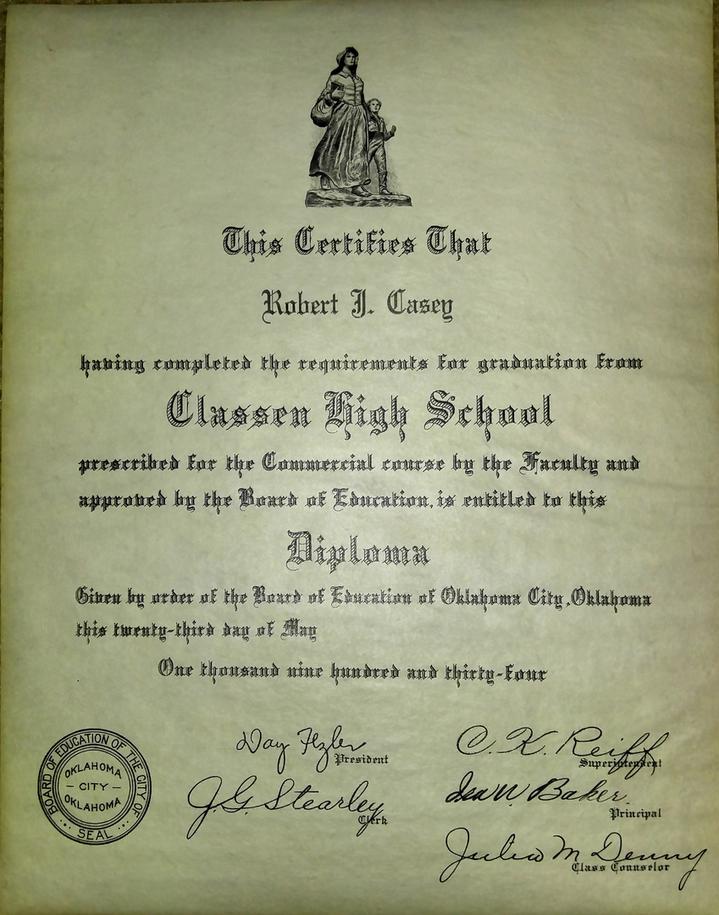 This Certifies That
Robert J. Casey
having completed the requirements for graduation from
Classen High School
prescribed for the Commercial course by the Faculty and
approved by the Board of Education, is entitled to this
Diploma
Given by order of the Board of Education of Oklahoma City, Oklahoma
this twenty-third day of May
One thousand nine hundred and thirty-four
BOARD OF EDUCATION OF THE CITY OF
OKLAHOMA
— CITY —
OKLAHOMA
SEAL
President
J.G. Stearley
Clerk
C. K. Reiff
Superintendent
Baker
Principal
Julia M. Denny
Class Counselor